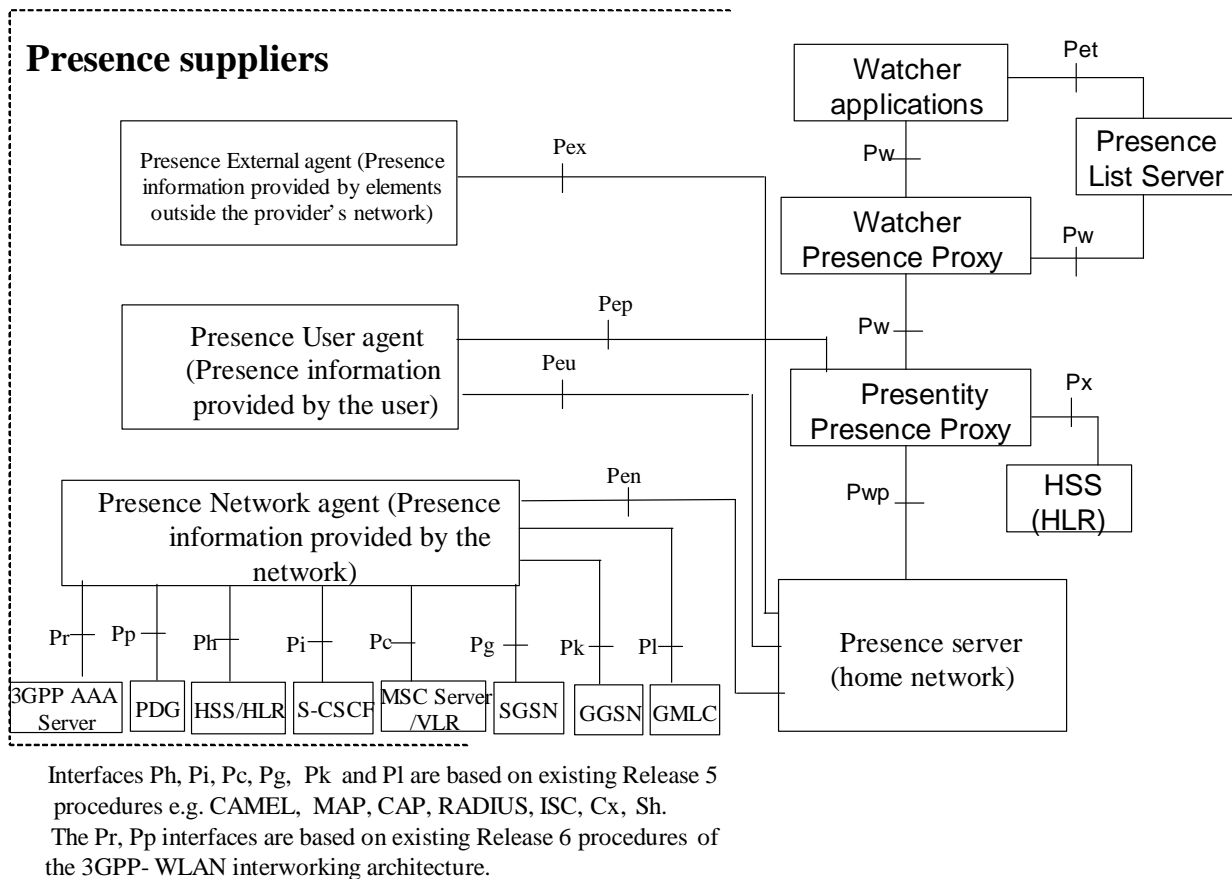 Presence suppliers
Watcher
applications
Pet
Presence
List Server
Pw
Presence External agent (Presence
information provided by elements
outside the provider’s network)
Pex
Watcher
Presence Proxy
Pw
Presence User agent
(Presence information
provided by the user)
Pep
Peu
Pw
Presentity
Presence Proxy
Px
HSS
(HLR)
Presence Network agent (Presence
information provided by the
network)
Pen
Pwp
Presence server
(home network)
Pr
Pp
Ph
Pi
Pc
Pg
Pk
Pl
3GPP AAA
Server
PDG
HSS/HLR
S-CSCF
MSC Server
/VLR
SGSN
GGSN
GMLC
Interfaces Ph, Pi, Pc, Pg, Pk and Pl are based on existing Release 5
procedures e.g. CAMEL, MAP, CAP, RADIUS, ISC, Cx, Sh.
The Pr, Pp interfaces are based on existing Release 6 procedures of
the 3GPP- WLAN interworking architecture.